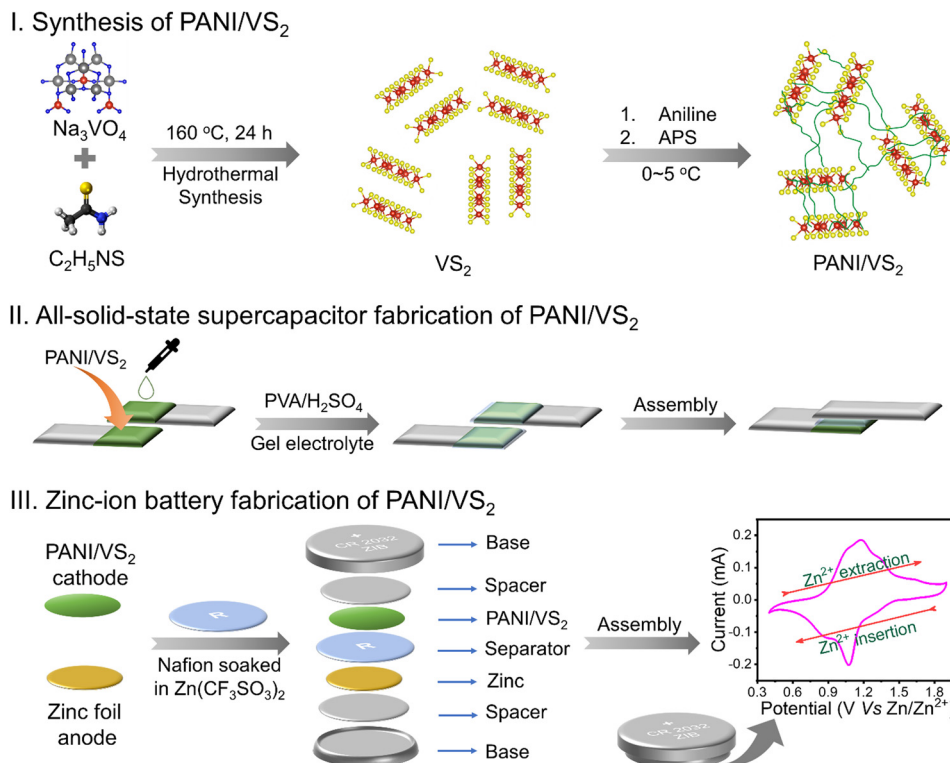 I. Synthesis of PANI/VS2
Na3VO4
C2H5NS
160 oC, 24 h
Hydrothermal
Synthesis
VS2
1. Aniline
2. APS
0~5 oC
PANI/VS2
II. All-solid-state supercapacitor fabrication of PANI/VS2
PANI/VS2
PVA/H2SO4
Gel electrolyte
Assembly
III. Zinc-ion battery fabrication of PANI/VS2
PANI/VS2
cathode
Zinc foil
anode
R
Nafion soaked
in Zn(CF3SO3)2
+
CR 2032
ZIB
R
Base
Spacer
PANI/VS2
Separator
Zinc
Spacer
Base
Assembly
+
CR 2032
ZIB
Current (mA)
0.2
0.1
0.0
-0.1
-0.2
Zn2+ extraction
Zn2+ insertion
0.3 0.6 0.9 1.2 1.5 1.8
Potential (V Vs Zn/Zn2+